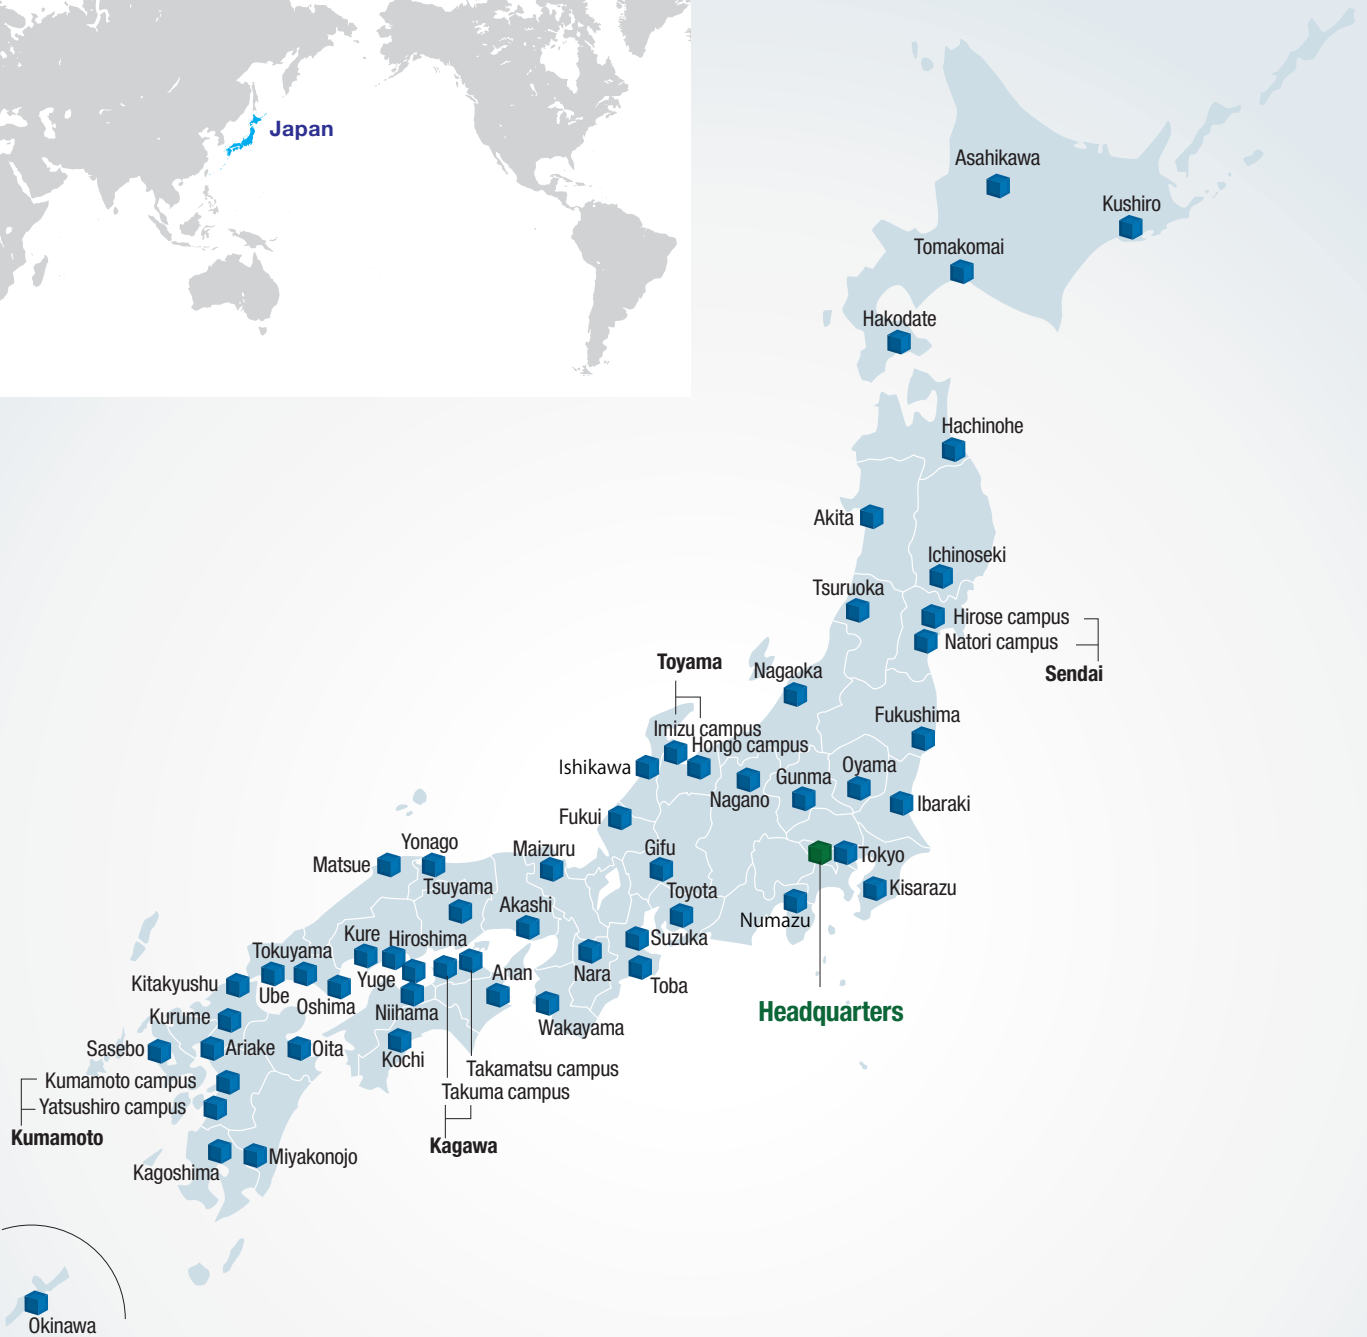 Japan
Asahikawa
Kushiro
Tomakomai
Hakodate
Hachinohe
Akita
Ichinoseki
Tsuruoka
Hirose campus
Natori campus
Sendai
Toyama
Nagaoka
Imizu campus
Hongo campus
Fukushima
Ishikawa
Oyama
Gunma
Nagano
Ibaraki
Fukui
Yonago
Maizuru
Gifu
Tokyo
Matsue
Tsuyama
Toyota
Kisarazu
Akashi
Numazu
Kure
Hiroshima
Suzuka
Tokuyama
Kitakyushu
Yuge
Anan
Nara
Toba
Ube
Oshima
Niihama
Headquarters
Kurume
Wakayama
Sasebo
Ariake
Oita
Kochi
Takamatsu campus
Kumamoto campus
Takuma campus
Yatsushiro campus
Kumamoto
Kagawa
Miyakonojo
Kagoshima
Okinawa